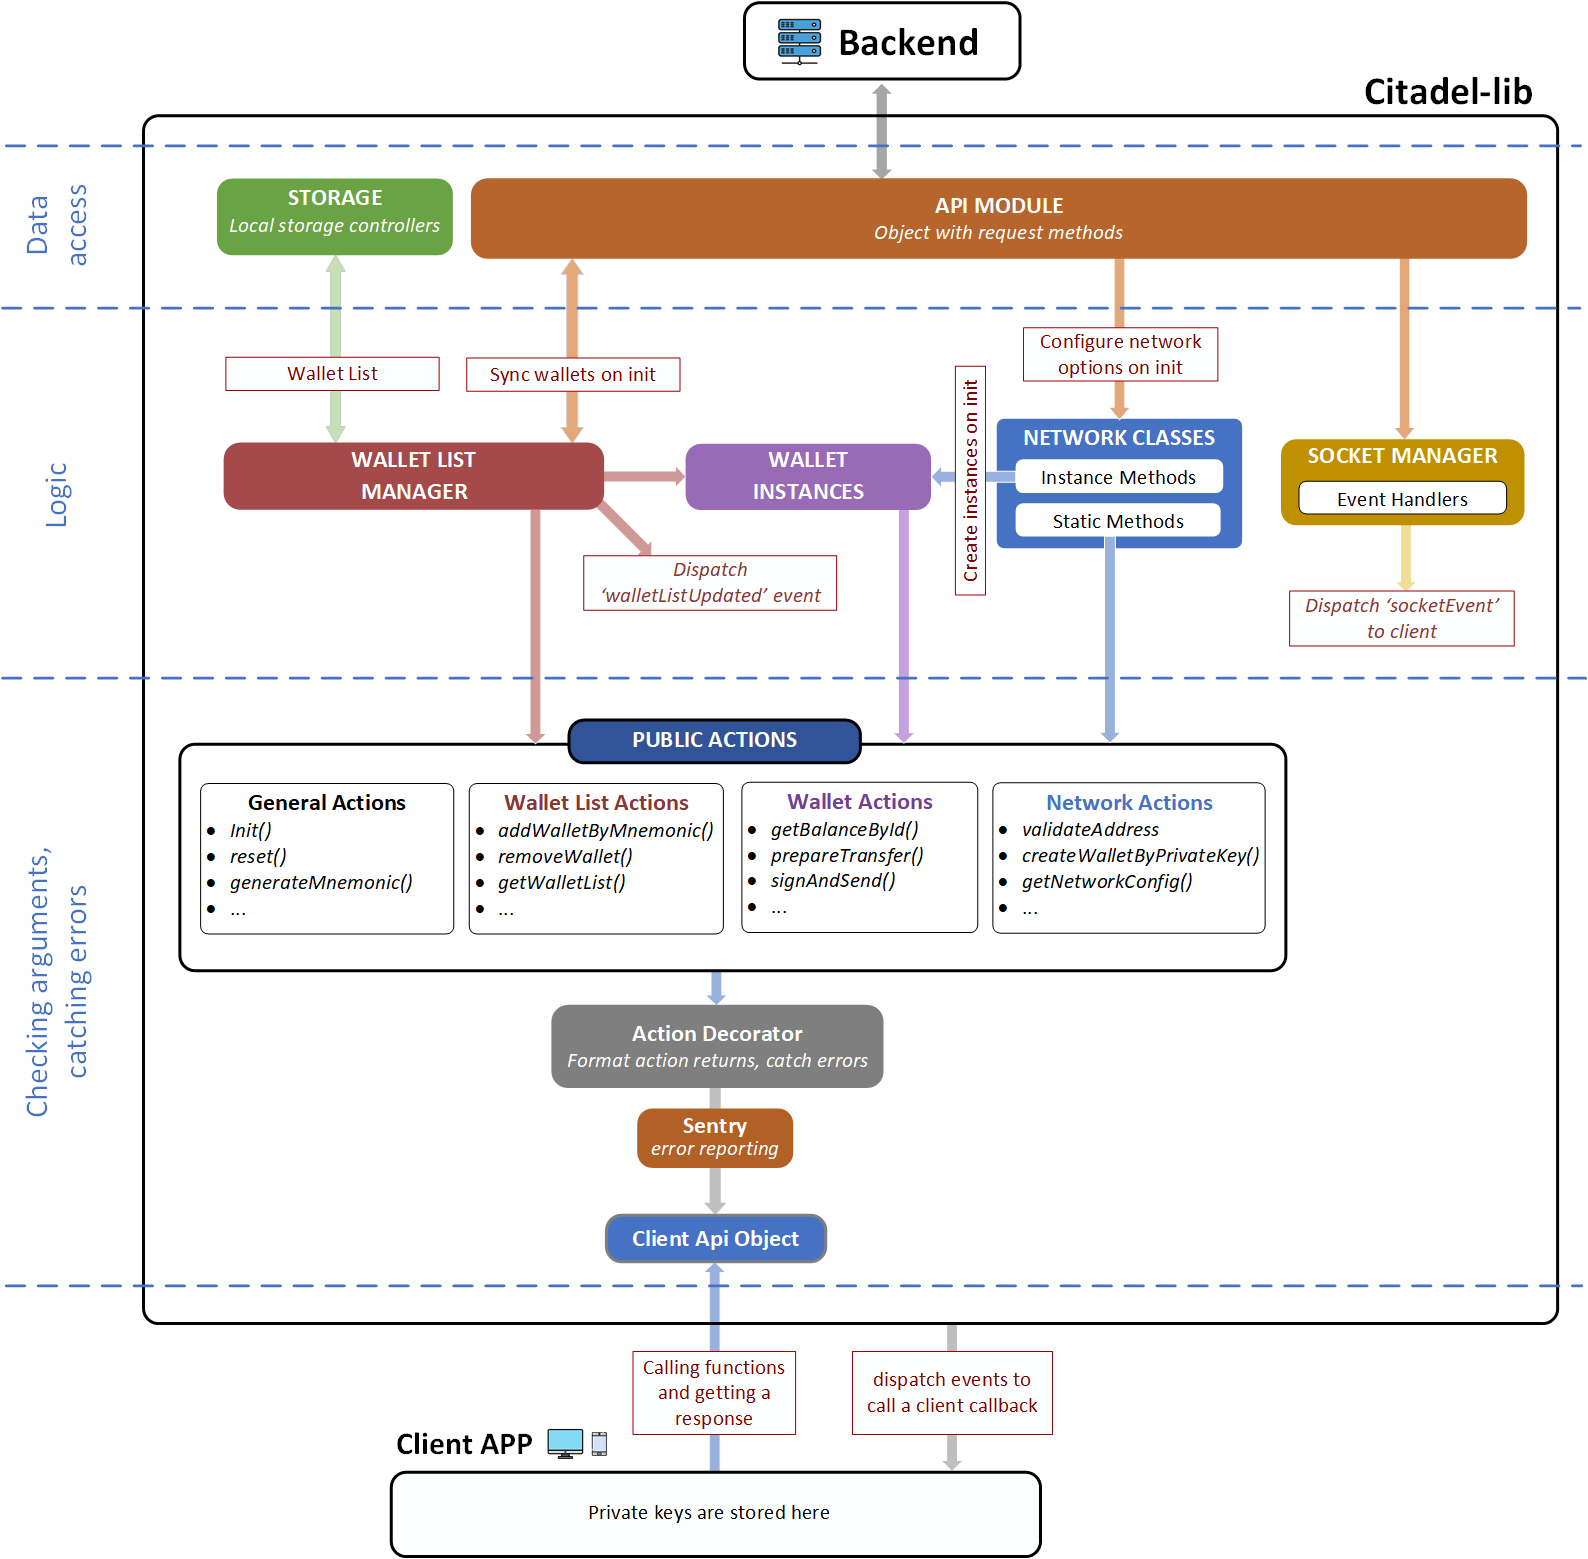 Backend
Citadel-lib
Data
access
STORAGE
Local storage controllers
API MODULE
Object with request methods
Logic
Wallet List
Sync wallets on init
Configure network
options on init
Create instances on init
WALLET LIST
MANAGER
WALLET
INSTANCES
NETWORK CLASSES
Instance Methods
Static Methods
SOCKET MANAGER
Event Handlers
Dispatch
‘walletListUpdated’ event
Dispatch ‘socketEvent’
to client
Checking arguments,
catching errors
PUBLIC ACTIONS
General Actions
• Init()
• reset()
• generateMnemonic()
• ...
Wallet List Actions
• addWalletByMnemonic()
• removeWallet()
• getWalletList()
• ...
Wallet Actions
• getBalanceById()
• prepareTransfer()
• signAndSend()
• ...
Network Actions
• validateAddress
• createWalletByPrivateKey()
• getNetworkConfig()
• ...
Action Decorator
Format action returns, catch errors
Sentry
error reporting
Client Api Object
Calling functions
and getting a
response
dispatch events to
call a client callback
Client APP
Private keys are stored here